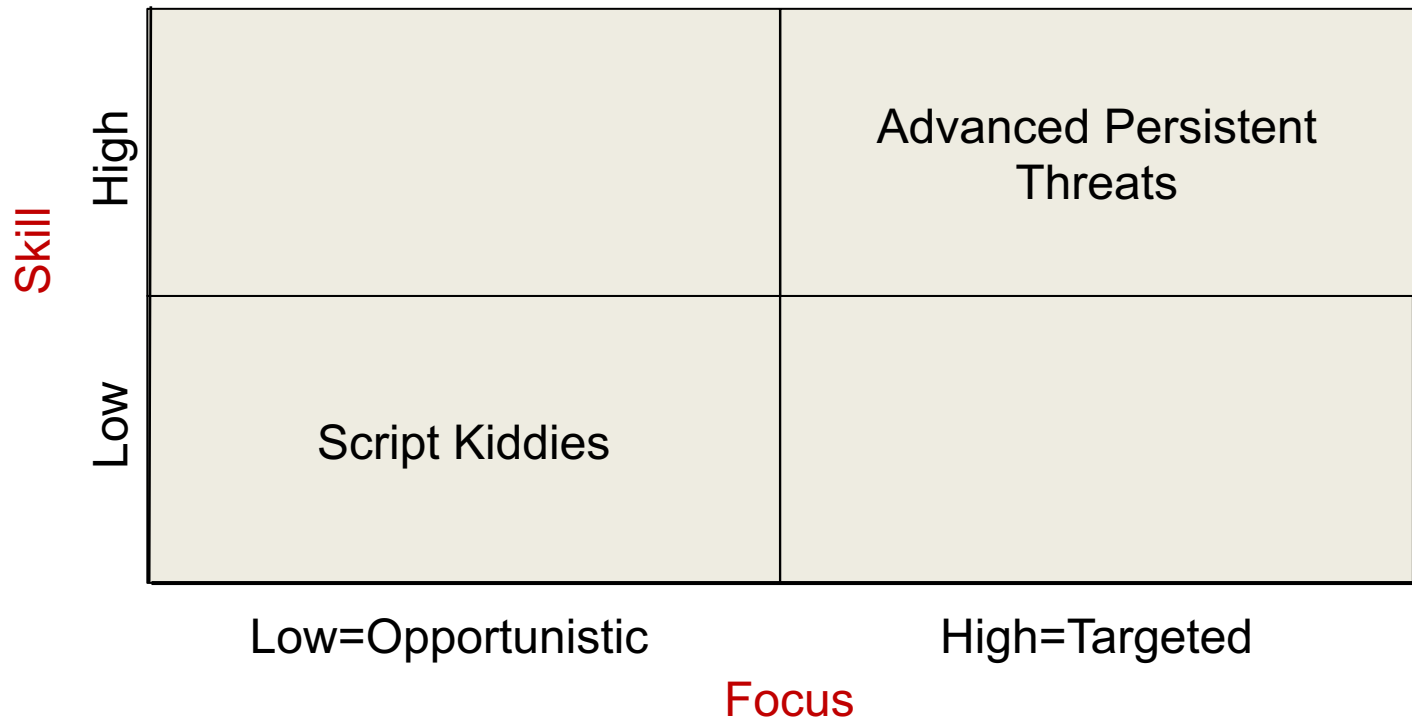 Skill
High
Advanced Persistent
Threats
Low
Script Kiddies
Low=Opportunistic
High=Targeted
Focus